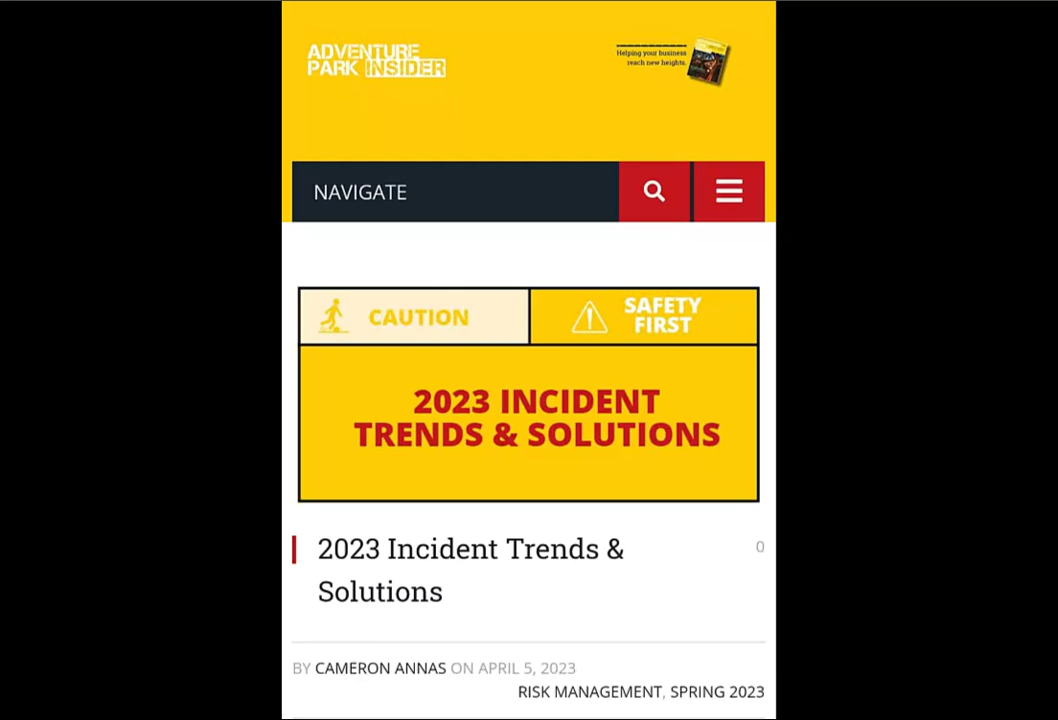 ADVENTURE
PARK INSIDER
Helping your business
reach new heights.
NAVIGATE
CAUTION
SAFETY
FIRST
2023 INCIDENT
TRENDS & SOLUTIONS
2023 Incident Trends &
Solutions
0
BY CAMERON ANNAS ON APRIL 5, 2023
RISK MANAGEMENT, SPRING 2023